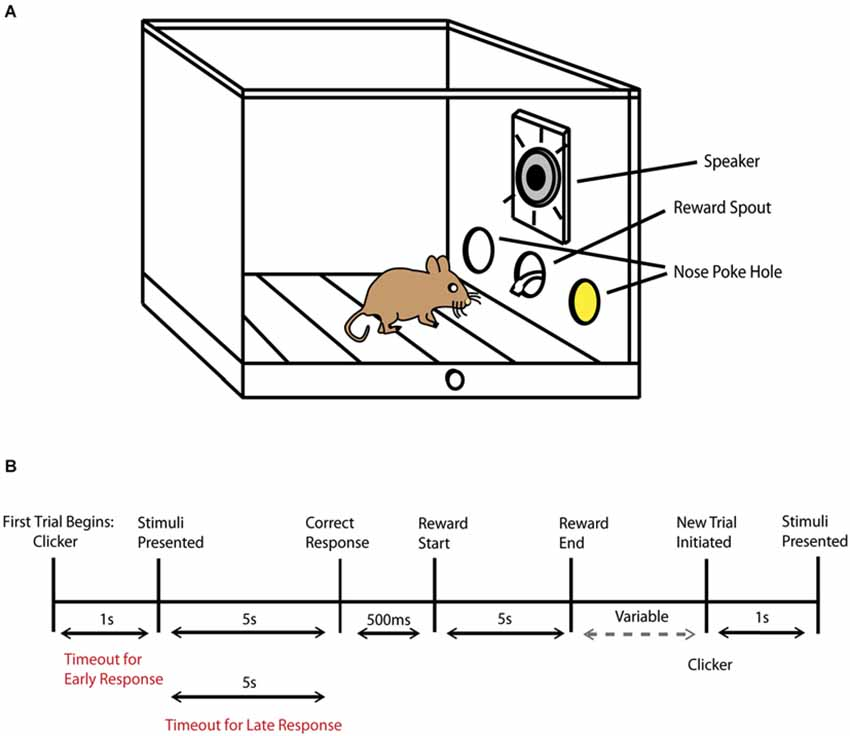 A
Speaker
Reward Spout
Nose Poke Hole
B
First Trial Begins:
Clicker
Stimuli
Presented
Correct
Response
Reward
Start
Reward
End
New Trial
Initiated
Stimuli
Presented
1s
5s
500ms
5s
Variable
1s
Timeout for
Early Response
5s
Clicker
Timeout for Late Response